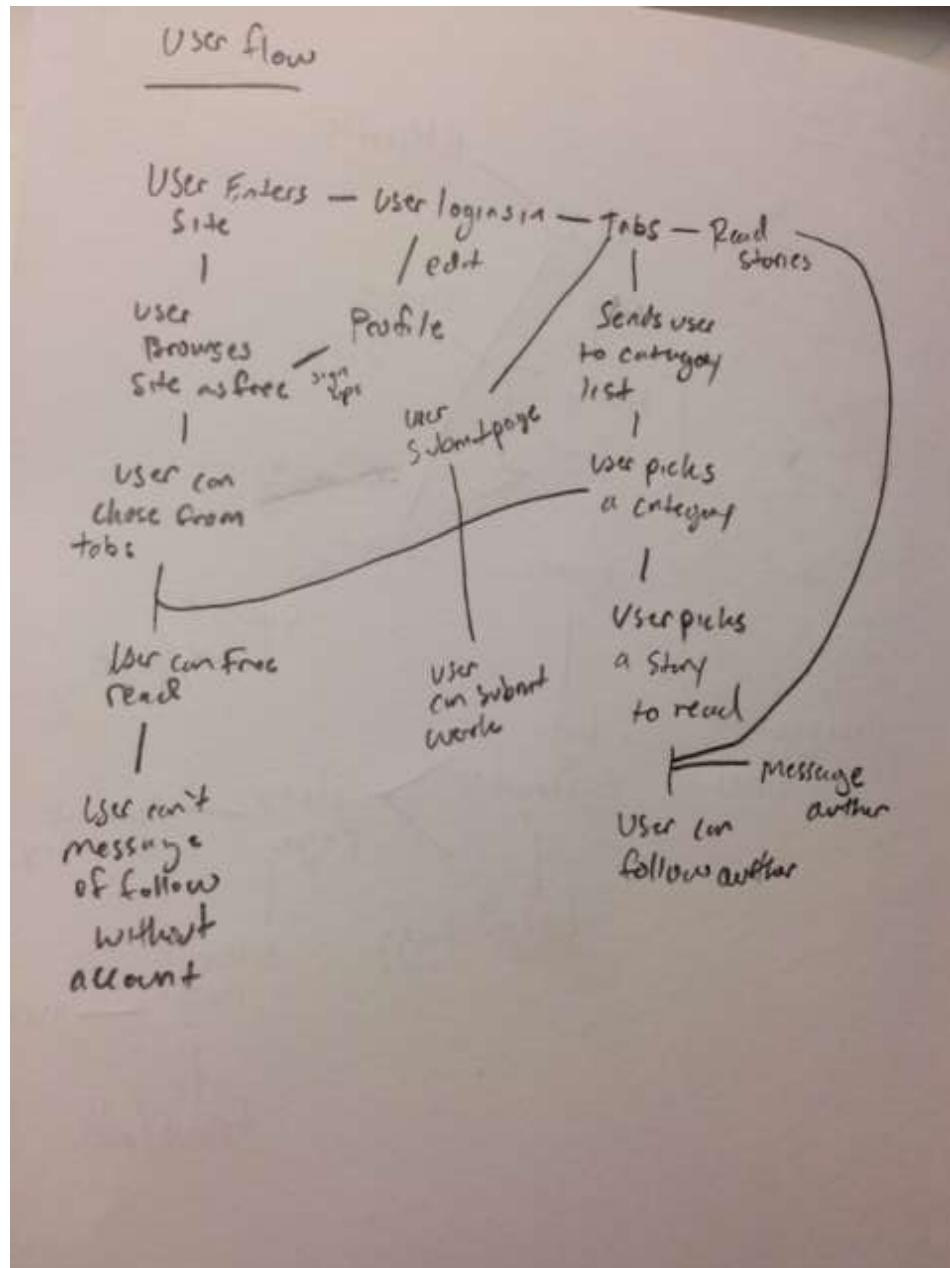 User flow
User Enters
Site
User loginsin
Tabs
Read
stories
edit
Profile
User
Browses
Site as free
sign
ups
Sends user
to category
list
User
Submit page
User can
chose from
tabs
User picks
a category
User can Free
read
User
can submit
work
User picks
a Story
to read
User can't
message
of follow
without
account
Message
author
User can
follow author